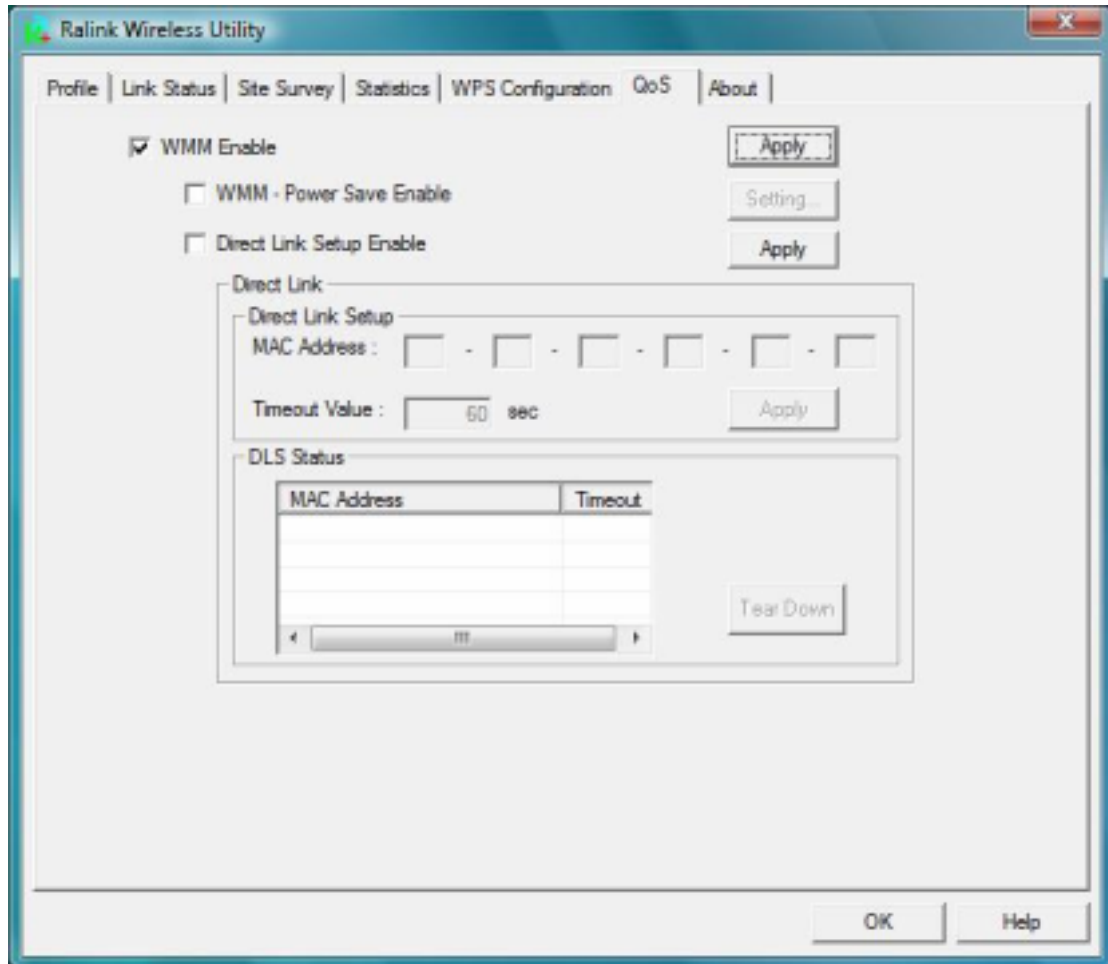 Ralink Wireless Utility
Profile Link Status Site Survey Statistics WPS Configuration QoS About
WMM Enable Apply
WMM - Power Save Enable Setting...
Direct Link Setup Enable Apply
Direct Link
Direct Link Setup
MAC Address : - - - - -
Timeout Value : 60 sec Apply
DLS Status
MAC Address Timeout
Tear Down
OK Help